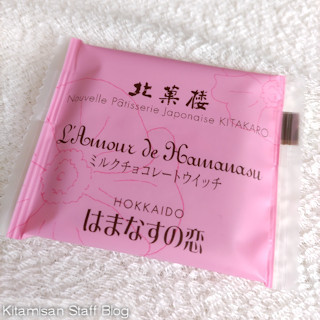 北菓楼
Nouvelle Pâtisserie Japonaise KITAKARO
L'Amour de Hamanasu
ミルクチョコレートウイッチ
HOKKAIDO
はまなすの恋
Kitamisan Staff Blog